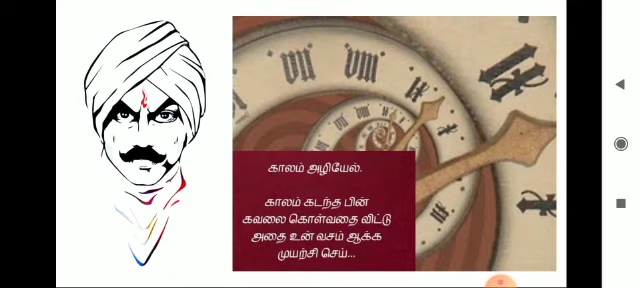 காலம் அழியேல்.
காலம் கடந்த பின்
கவலை கொள்வதை விட்டு
அதை உன் வசம் ஆக்க
முயற்சி செய்...